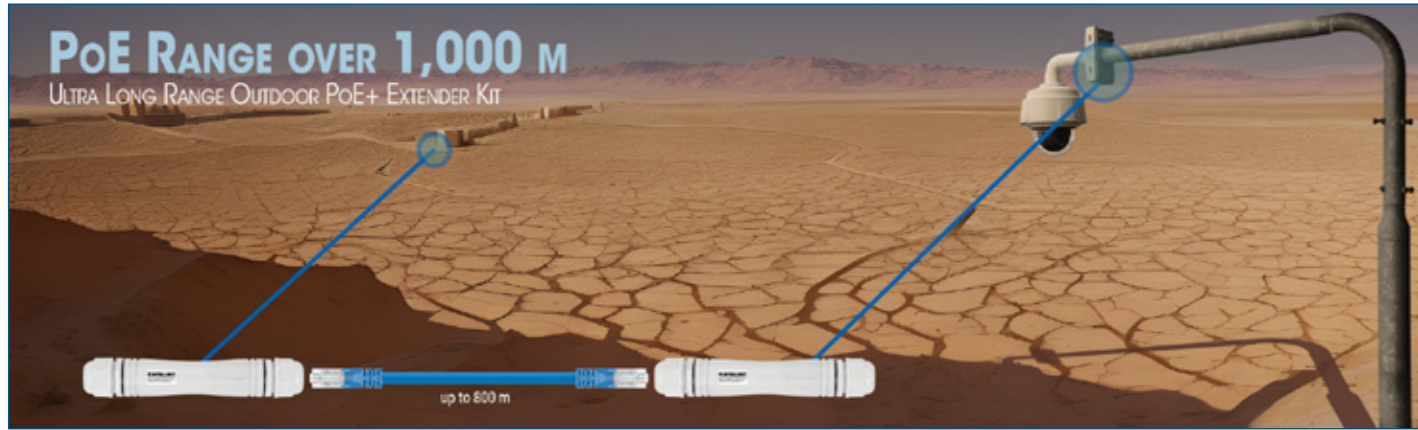 PoE Range over 1,000 m
Ultra Long Range Outdoor PoE+ Extender Kit
up to 800 m